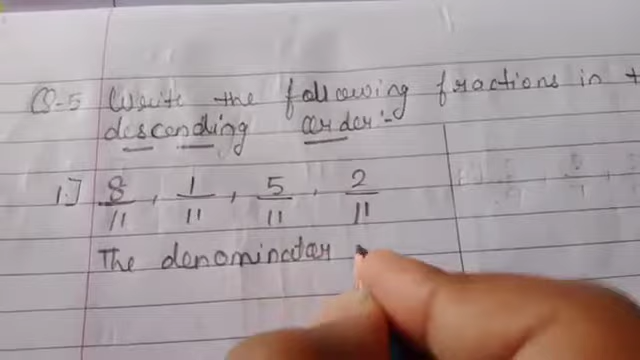 Q-5 Write the following fractions in t
descending order:-
1.] 8/11, 1/11, 5/11, 2/11
The denominator